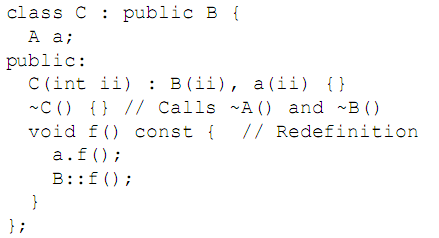 class C : public B {
  A a;
public:
  C(int ii) : B(ii), a(ii) {}
  ~C() {} // Calls ~A() and ~B()
  void f() const {  // Redefinition
    a.f();
    B::f();
  }
};